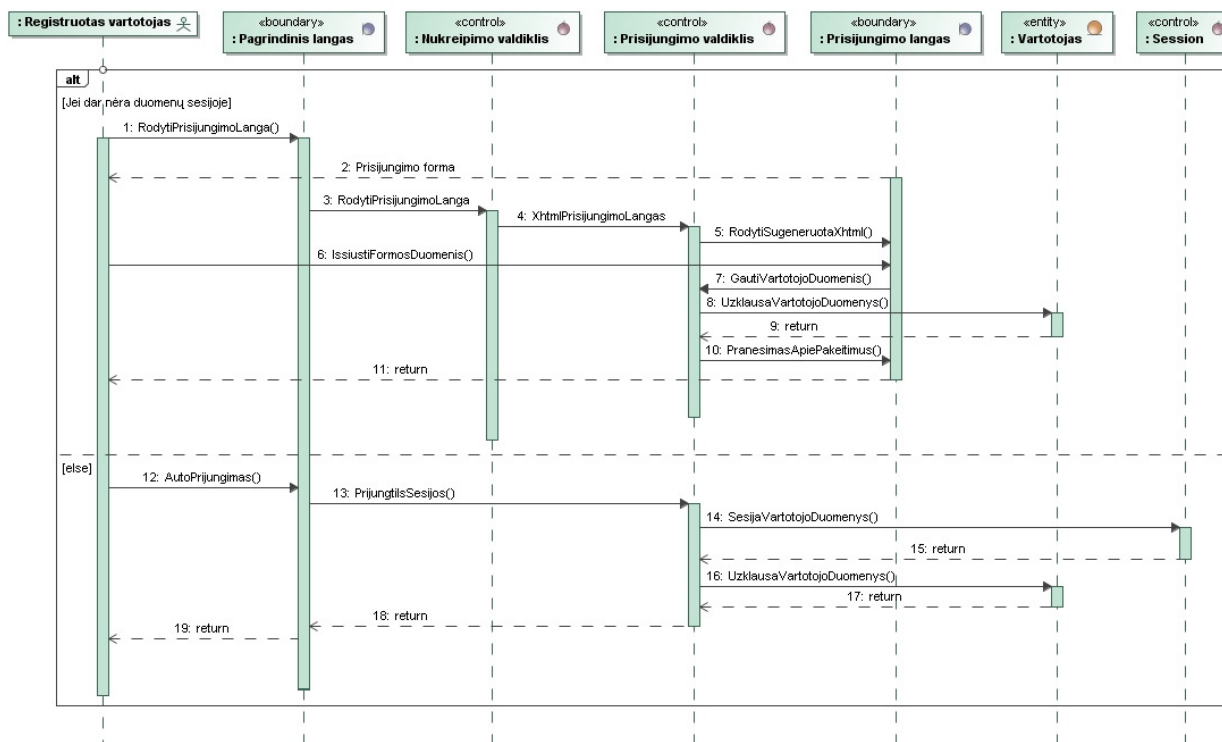 : Registruotas vartotojas
«boundary»
: Pagrindinis langas
«control»
: Nukreipimo valdiklis
«control»
: Prisijungimo valdiklis
«boundary»
: Prisijungimo langas
«entity»
: Vartotojas
«control»
: Session
alt
[Jei dar nėra duomenų sesijoje]
1: RodytiPrisijungimoLanga()
2: Prisijungimo forma
3: RodytiPrisijungimoLanga
4: XhtmlPrisijungimoLangas
5: RodytiSugeneruotaXhtml()
6: IssiustiFormosDuomenis()
7: GautiVartotojoDuomenis()
8: UzklausaVartotojoDuomenys()
9: return
10: PranesimasApiePakeitimus()
11: return
[else]
12: AutoPrijungimas()
13: PrijungtiIsSesijos()
14: SesijaVartotojoDuomenys()
15: return
16: UzklausaVartotojoDuomenys()
17: return
18: return
19: return